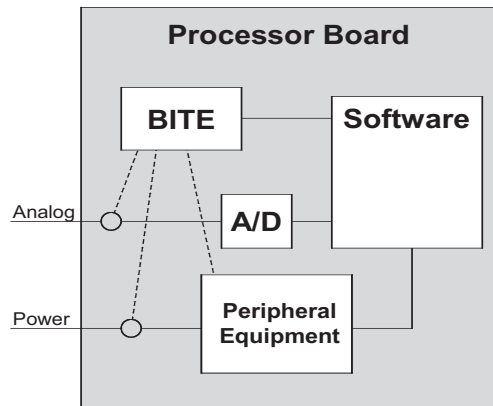 Processor Board
BITE
Software
Analog
A/D
Power
Peripheral
Equipment